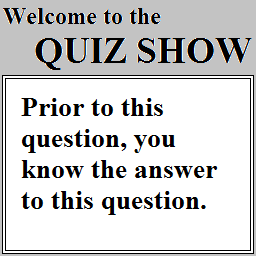 Welcome to the
QUIZ SHOW
Prior to this
question, you
know the answer
to this question.